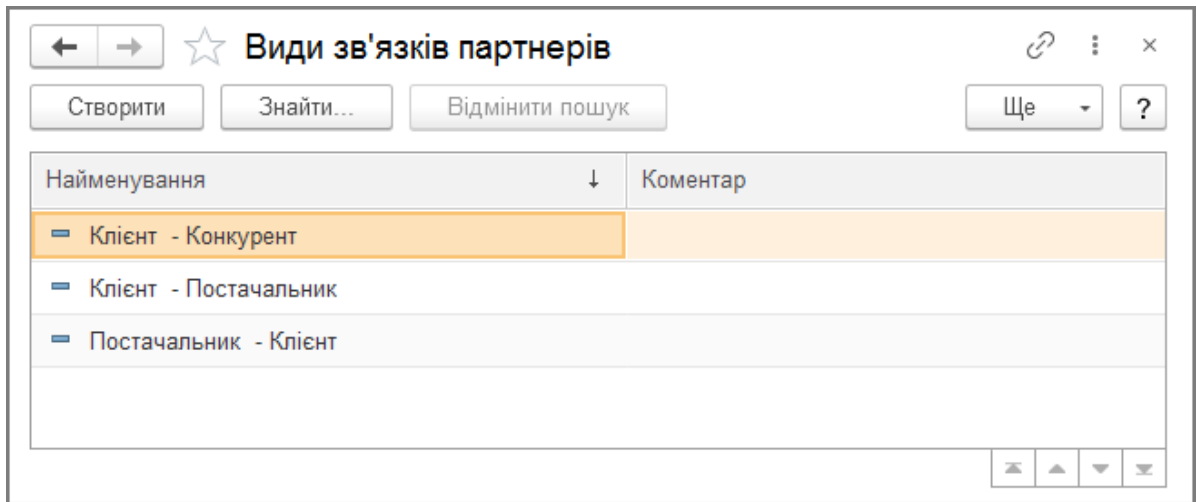 Види зв'язків партнерів
Створити Знайти... Відмінити пошук Ще ?
Найменування ↓ Коментар
Клієнт - Конкурент
Клієнт - Постачальник
Постачальник - Клієнт